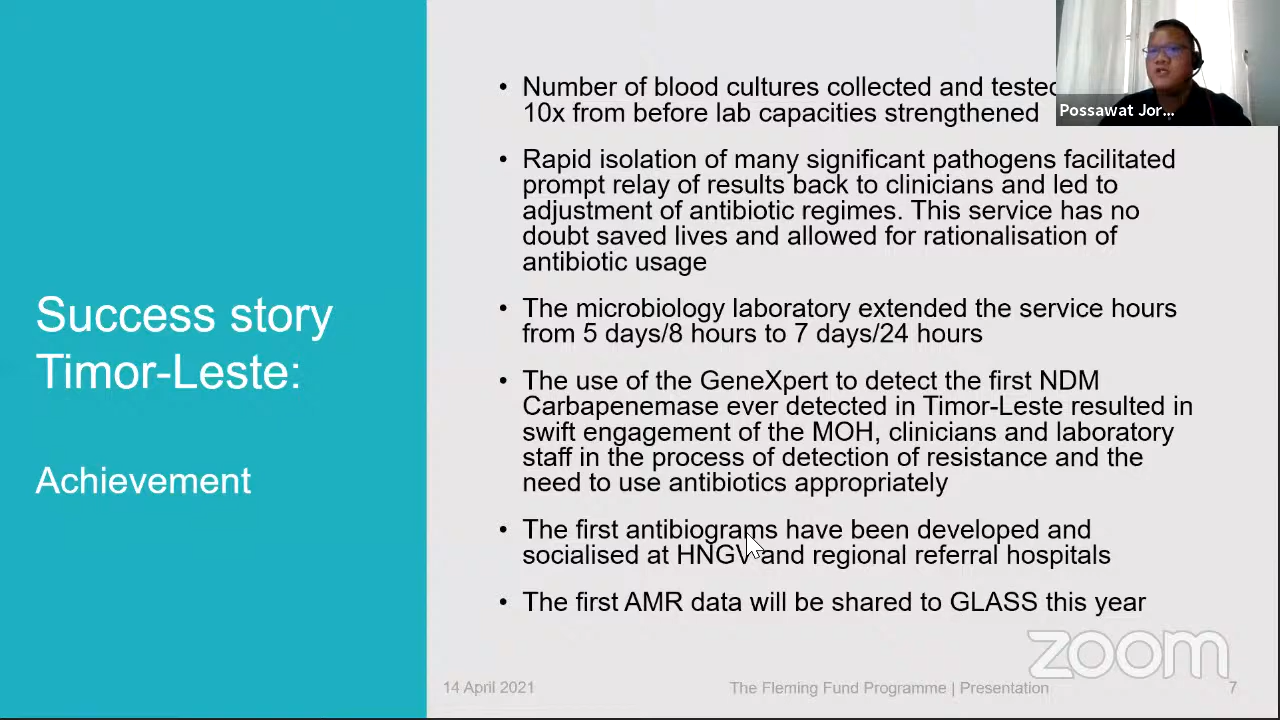 Success story
Timor-Leste:
Achievement
• Number of blood cultures collected and tested
10x from before lab capacities strengthened
• Rapid isolation of many significant pathogens facilitated
prompt relay of results back to clinicians and led to
adjustment of antibiotic regimes. This service has no
doubt saved lives and allowed for rationalisation of
antibiotic usage
• The microbiology laboratory extended the service hours
from 5 days/8 hours to 7 days/24 hours
• The use of the GeneXpert to detect the first NDM
Carbapenemase ever detected in Timor-Leste resulted in
swift engagement of the MOH, clinicians and laboratory
staff in the process of detection of resistance and the
need to use antibiotics appropriately
• The first antibiograms have been developed and
socialised at HNGV and regional referral hospitals
• The first AMR data will be shared to GLASS this year
Possawat Jor...
zoom
14 April 2021
The Fleming Fund Programme | Presentation
7